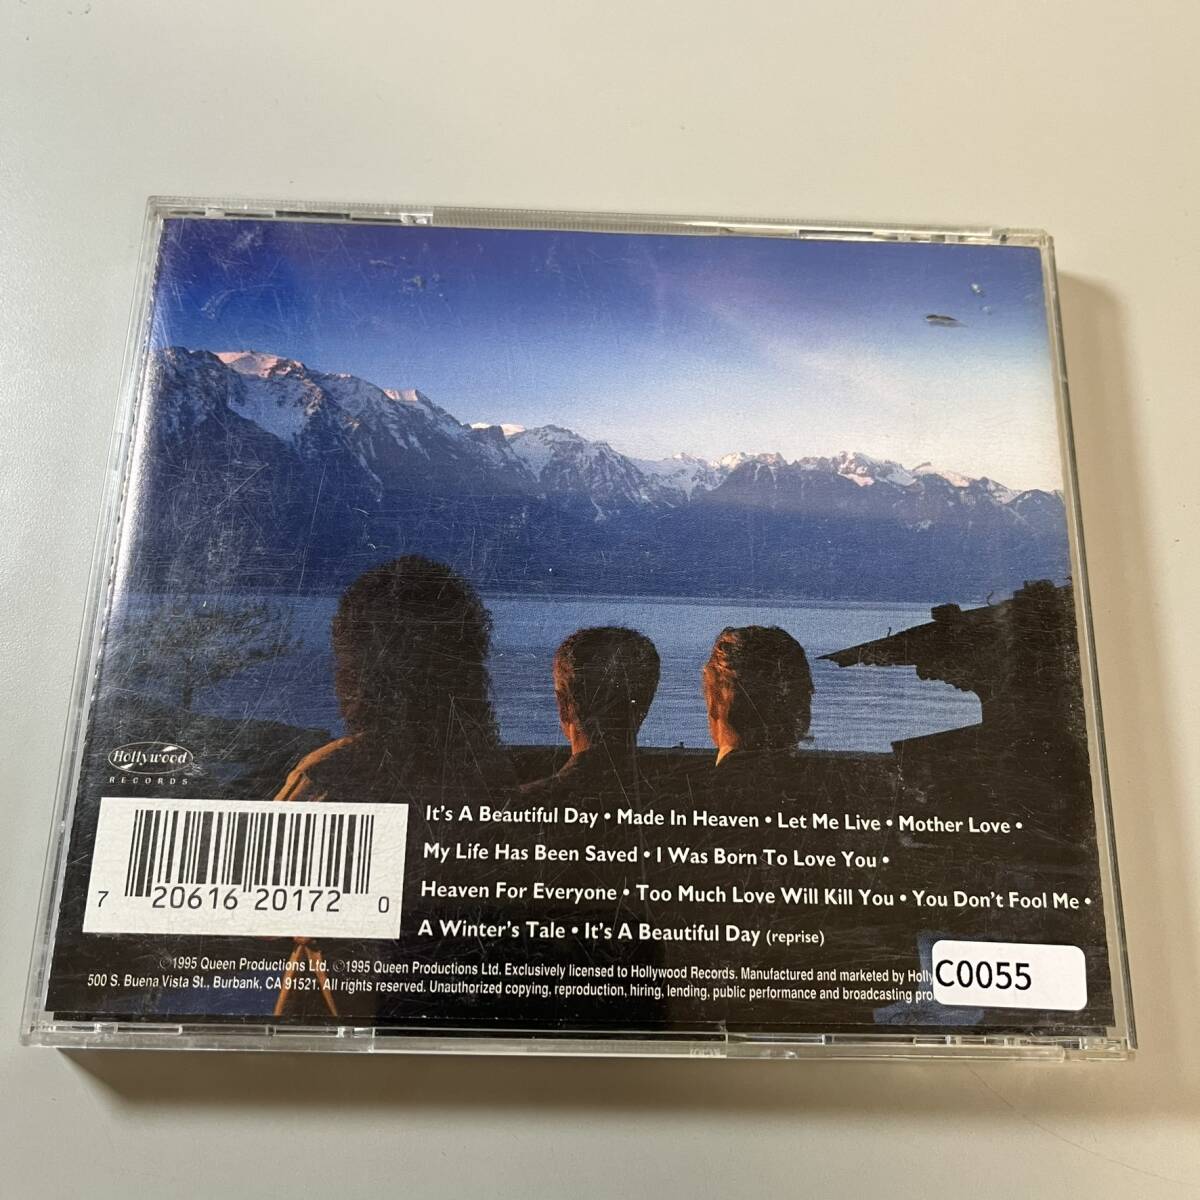 Hollywood
RECORDS
It's A Beautiful Day • Made In Heaven • Let Me Live • Mother Love •
My Life Has Been Saved • I Was Born To Love You •
Heaven For Everyone • Too Much Love Will Kill You • You Don't Fool Me •
A Winter's Tale • It's A Beautiful Day (reprise)
7 20616 20172 0
℗1995 Queen Productions Ltd. ©1995 Queen Productions Ltd. Exclusively licensed to Hollywood Records. Manufactured and marketed by Holly
500 S. Buena Vista St., Burbank, CA 91521. All rights reserved. Unauthorized copying, reproduction, hiring, lending, public performance and broadcasting pro
C0055